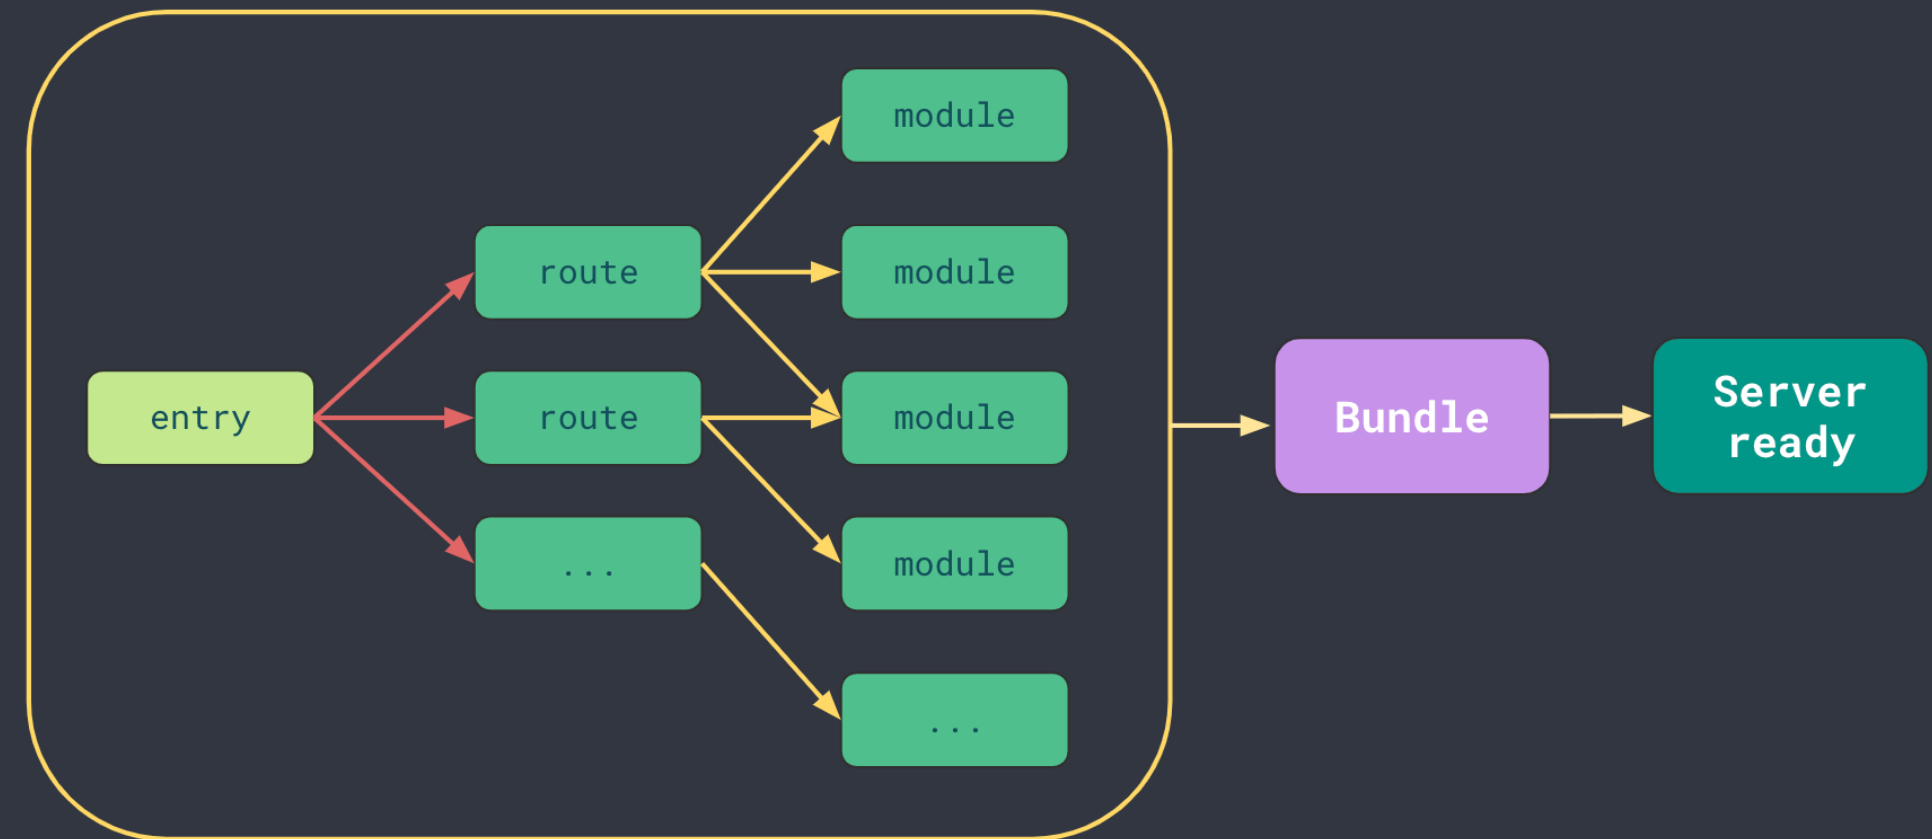 module
route
module
entry
route
module
...
module
...
Bundle
Server
ready